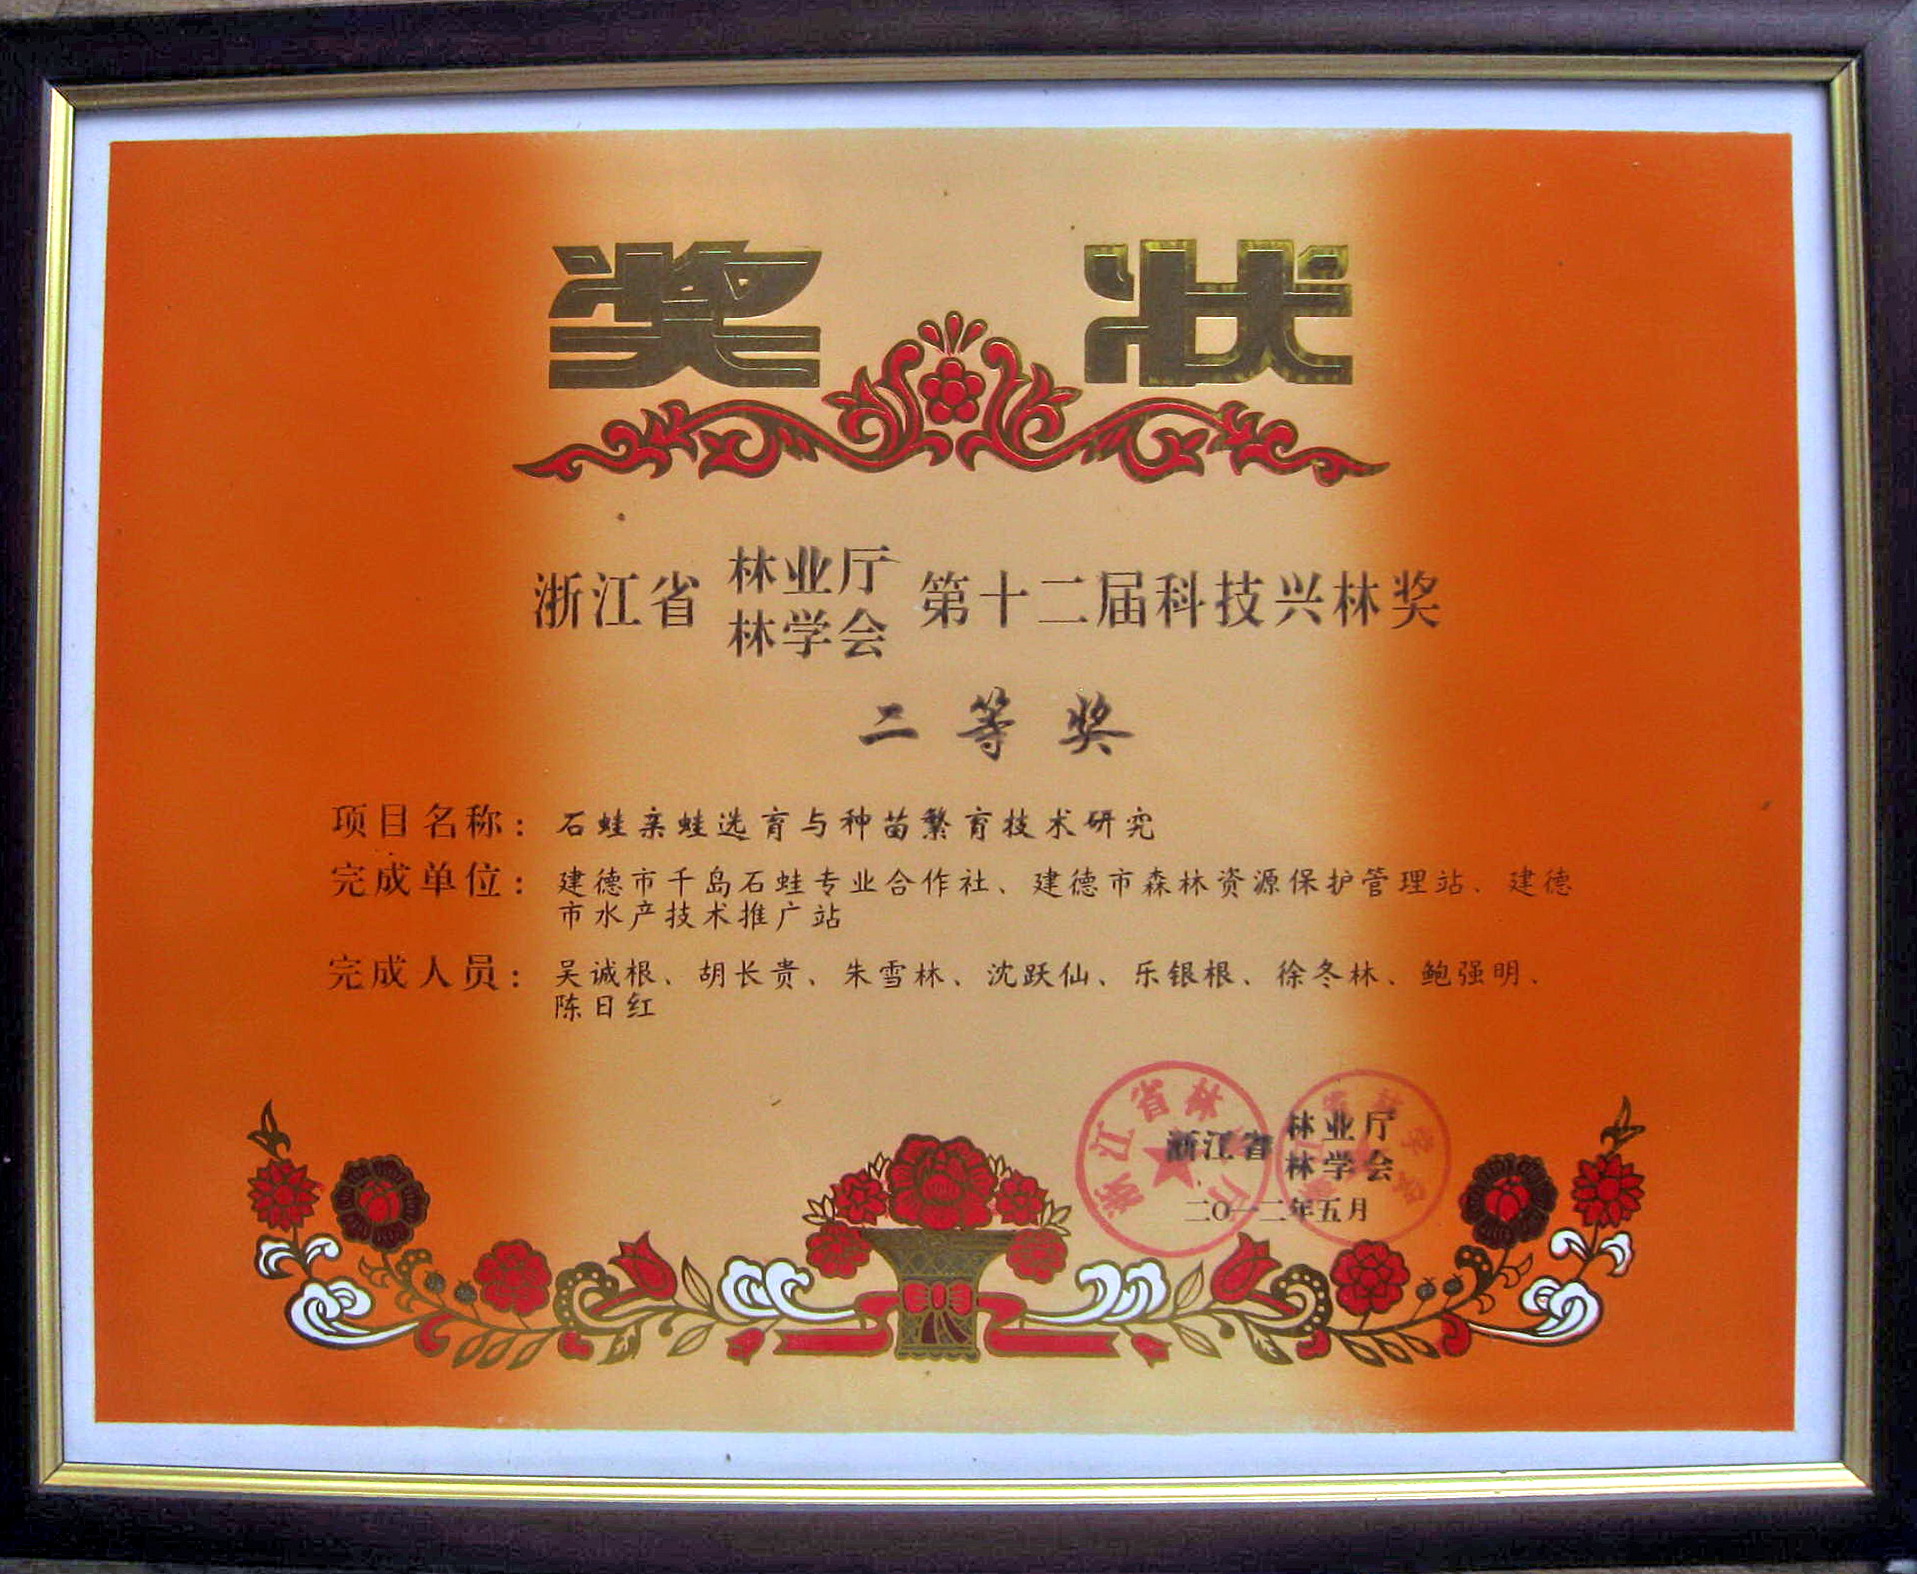 奖状
浙江省 林业厅 第十二届科技兴林奖
林学会
二等奖
项目名称：石蛙亲蛙选育与种苗繁育技术研究
完成单位：建德市千岛石蛙专业合作社、建德市森林资源保护管理站、建德
市水产技术推广站
完成人员：吴诚根、胡长贵、朱雪林、沈跃仙、乐银根、徐冬林、鲍强明、
陈日红
浙江省 林业厅
林学会
二〇一二年五月
浙江省林业厅